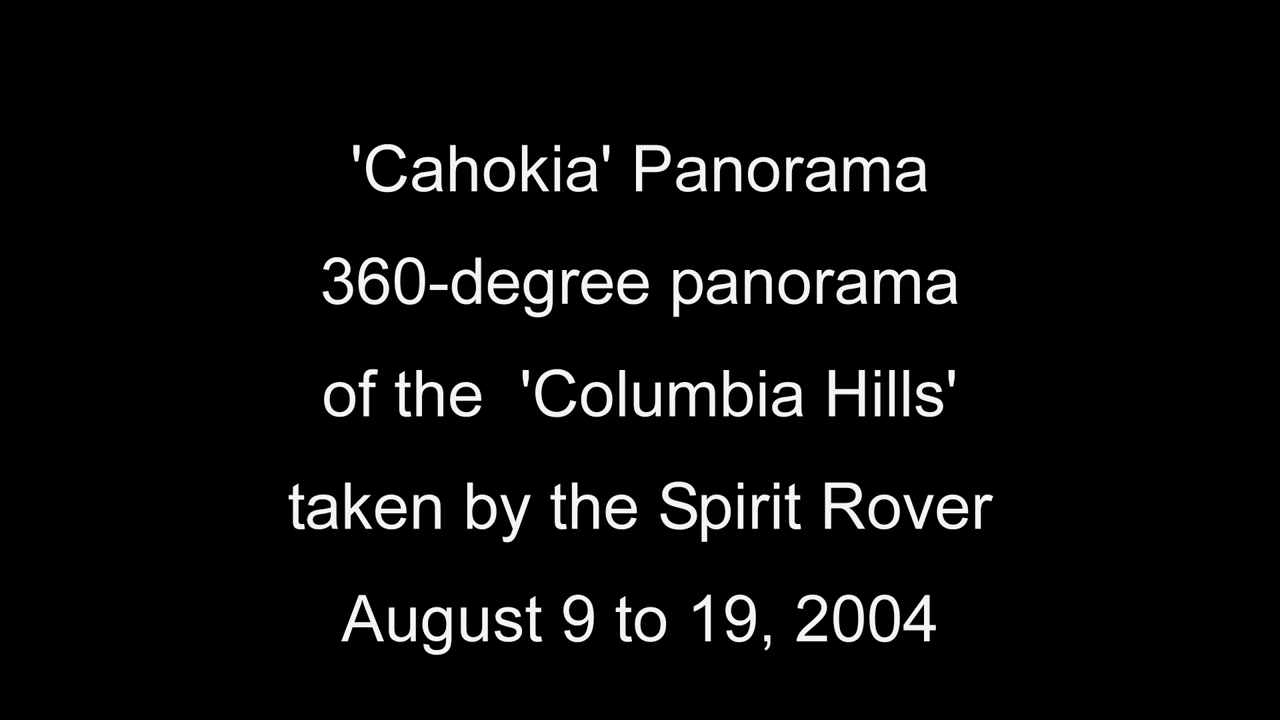 'Cahokia' Panorama
360-degree panorama
of the  'Columbia Hills'
taken by the Spirit Rover
August 9 to 19, 2004